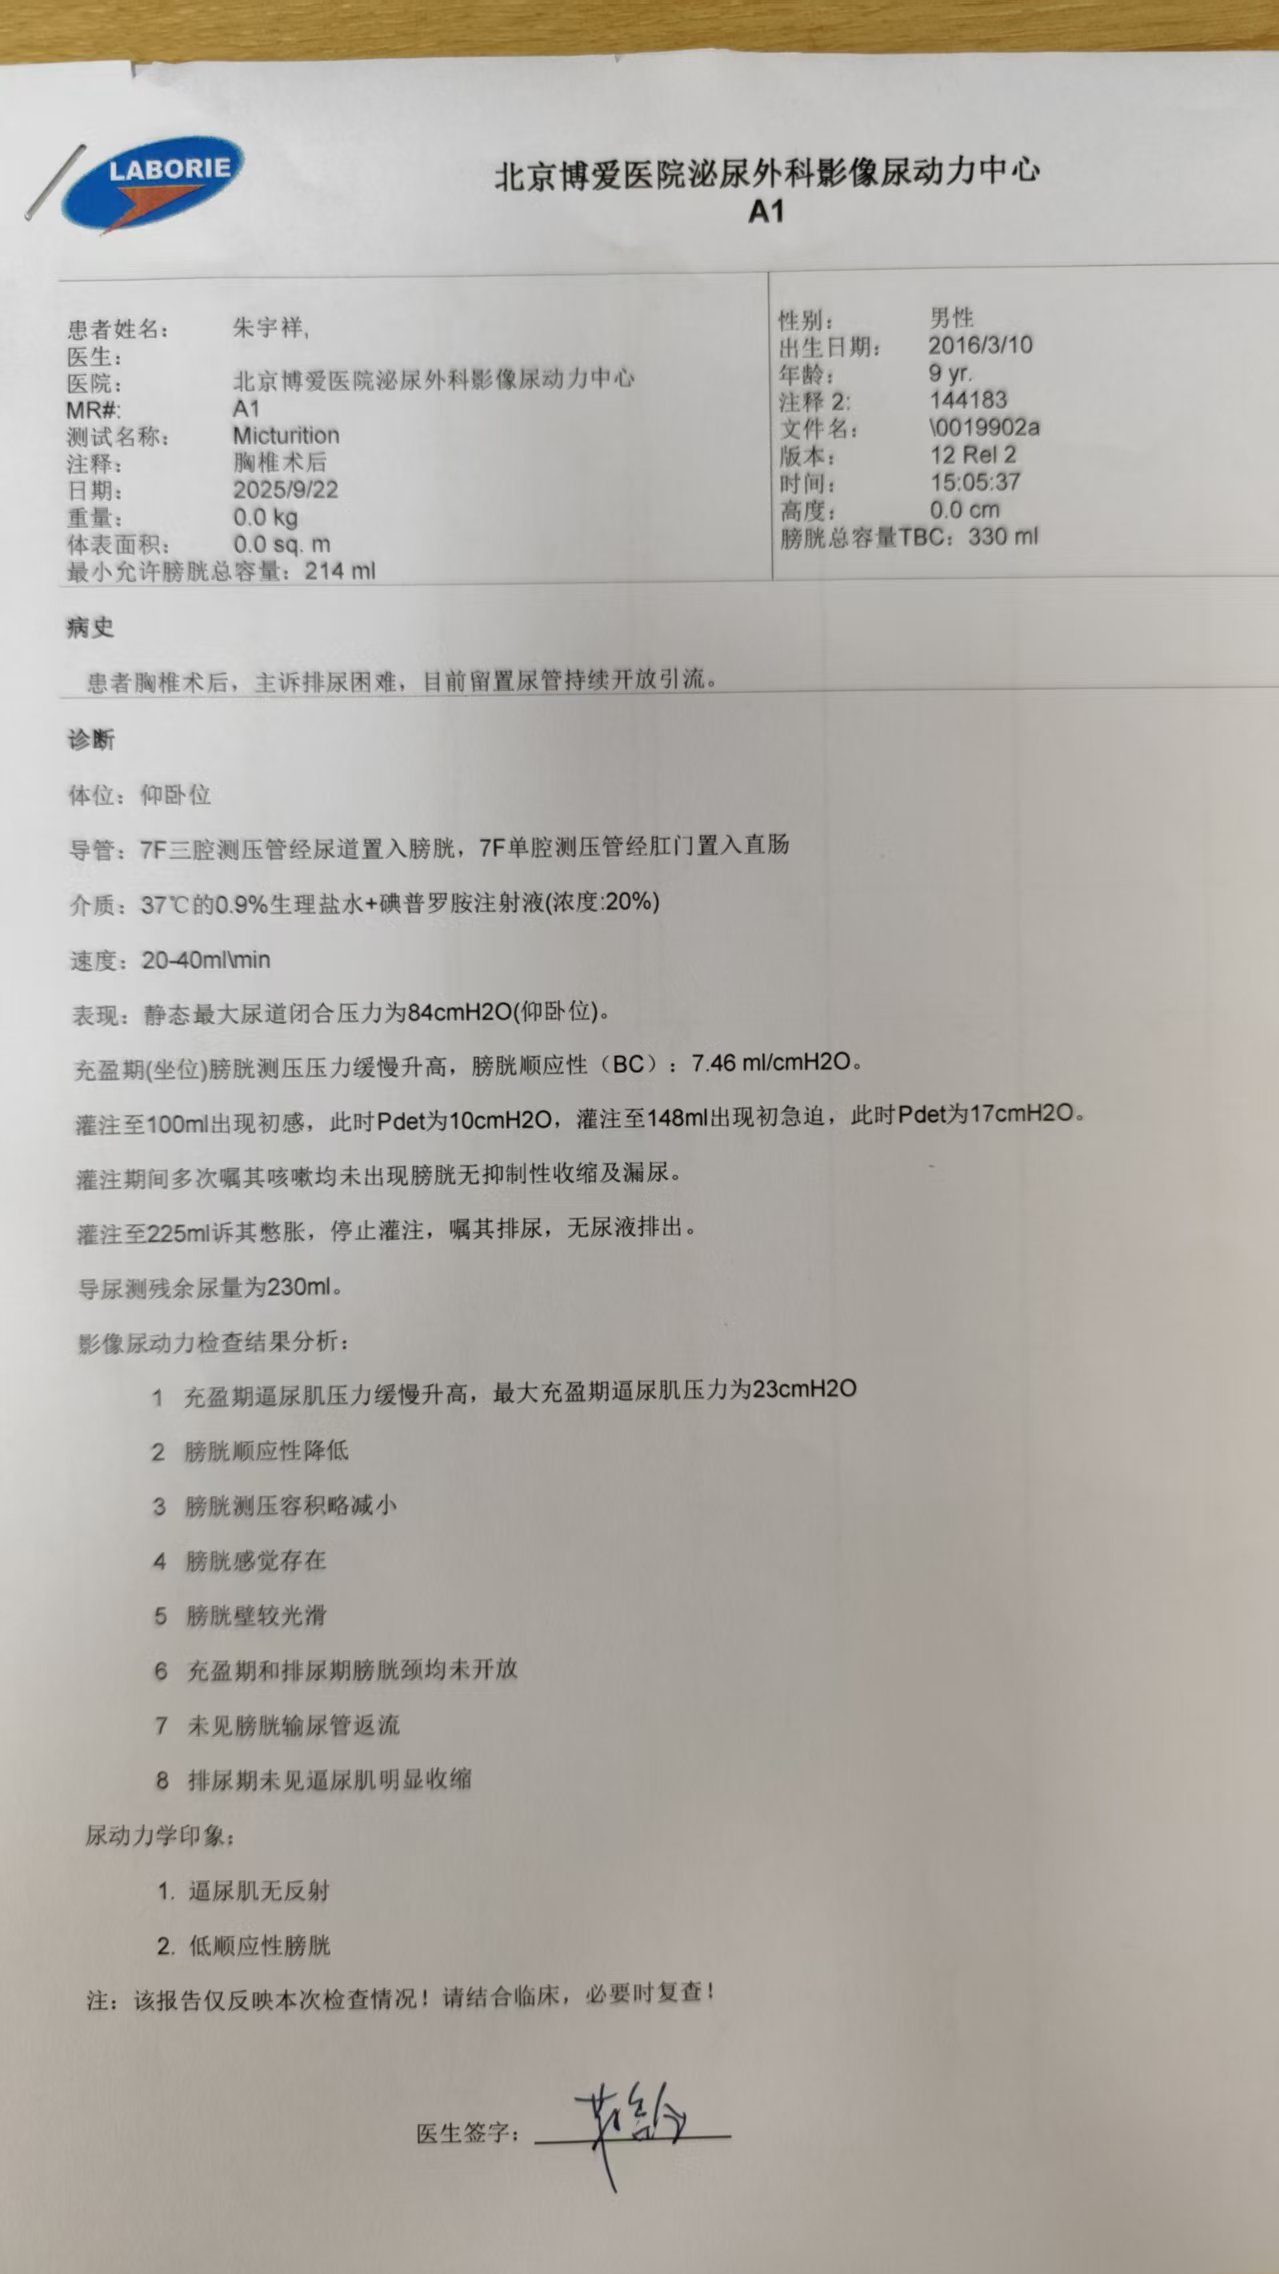 LABORIE
北京博爱医院泌尿外科影像尿动力中心
A1
患者姓名： 朱宇祥,
医生：
医院： 北京博爱医院泌尿外科影像尿动力中心
MR#: A1
测试名称： Micturition
注释： 胸椎术后
日期： 2025/9/22
重量： 0.0 kg
体表面积： 0.0 sq. m
最小允许膀胱总容量：214 ml
性别： 男性
出生日期： 2016/3/10
年龄： 9 yr.
注释 2: 144183
文件名： \0019902a
版本： 12 Rel 2
时间： 15:05:37
高度： 0.0 cm
膀胱总容量TBC：330 ml
病史
患者胸椎术后，主诉排尿困难，目前留置尿管持续开放引流。
诊断
体位：仰卧位
导管：7F三腔测压管经尿道置入膀胱，7F单腔测压管经肛门置入直肠
介质：37℃的0.9%生理盐水+碘普罗胺注射液(浓度:20%)
速度：20-40ml\min
表现：静态最大尿道闭合压力为84cmH2O(仰卧位)。
充盈期(坐位)膀胱测压压力缓慢升高，膀胱顺应性（BC）：7.46 ml/cmH2O。
灌注至100ml出现初感，此时Pdet为10cmH2O，灌注至148ml出现初急迫，此时Pdet为17cmH2O。
灌注期间多次嘱其咳嗽均未出现膀胱无抑制性收缩及漏尿。
灌注至225ml诉其憋胀，停止灌注，嘱其排尿，无尿液排出。
导尿测残余尿量为230ml。
影像尿动力检查结果分析：
1 充盈期逼尿肌压力缓慢升高，最大充盈期逼尿肌压力为23cmH2O
2 膀胱顺应性降低
3 膀胱测压容积略减小
4 膀胱感觉存在
5 膀胱壁较光滑
6 充盈期和排尿期膀胱颈均未开放
7 未见膀胱输尿管返流
8 排尿期未见逼尿肌明显收缩
尿动力学印象；
1. 逼尿肌无反射
2. 低顺应性膀胱
注：该报告仅反映本次检查情况！请结合临床，必要时复查！
医生签字：